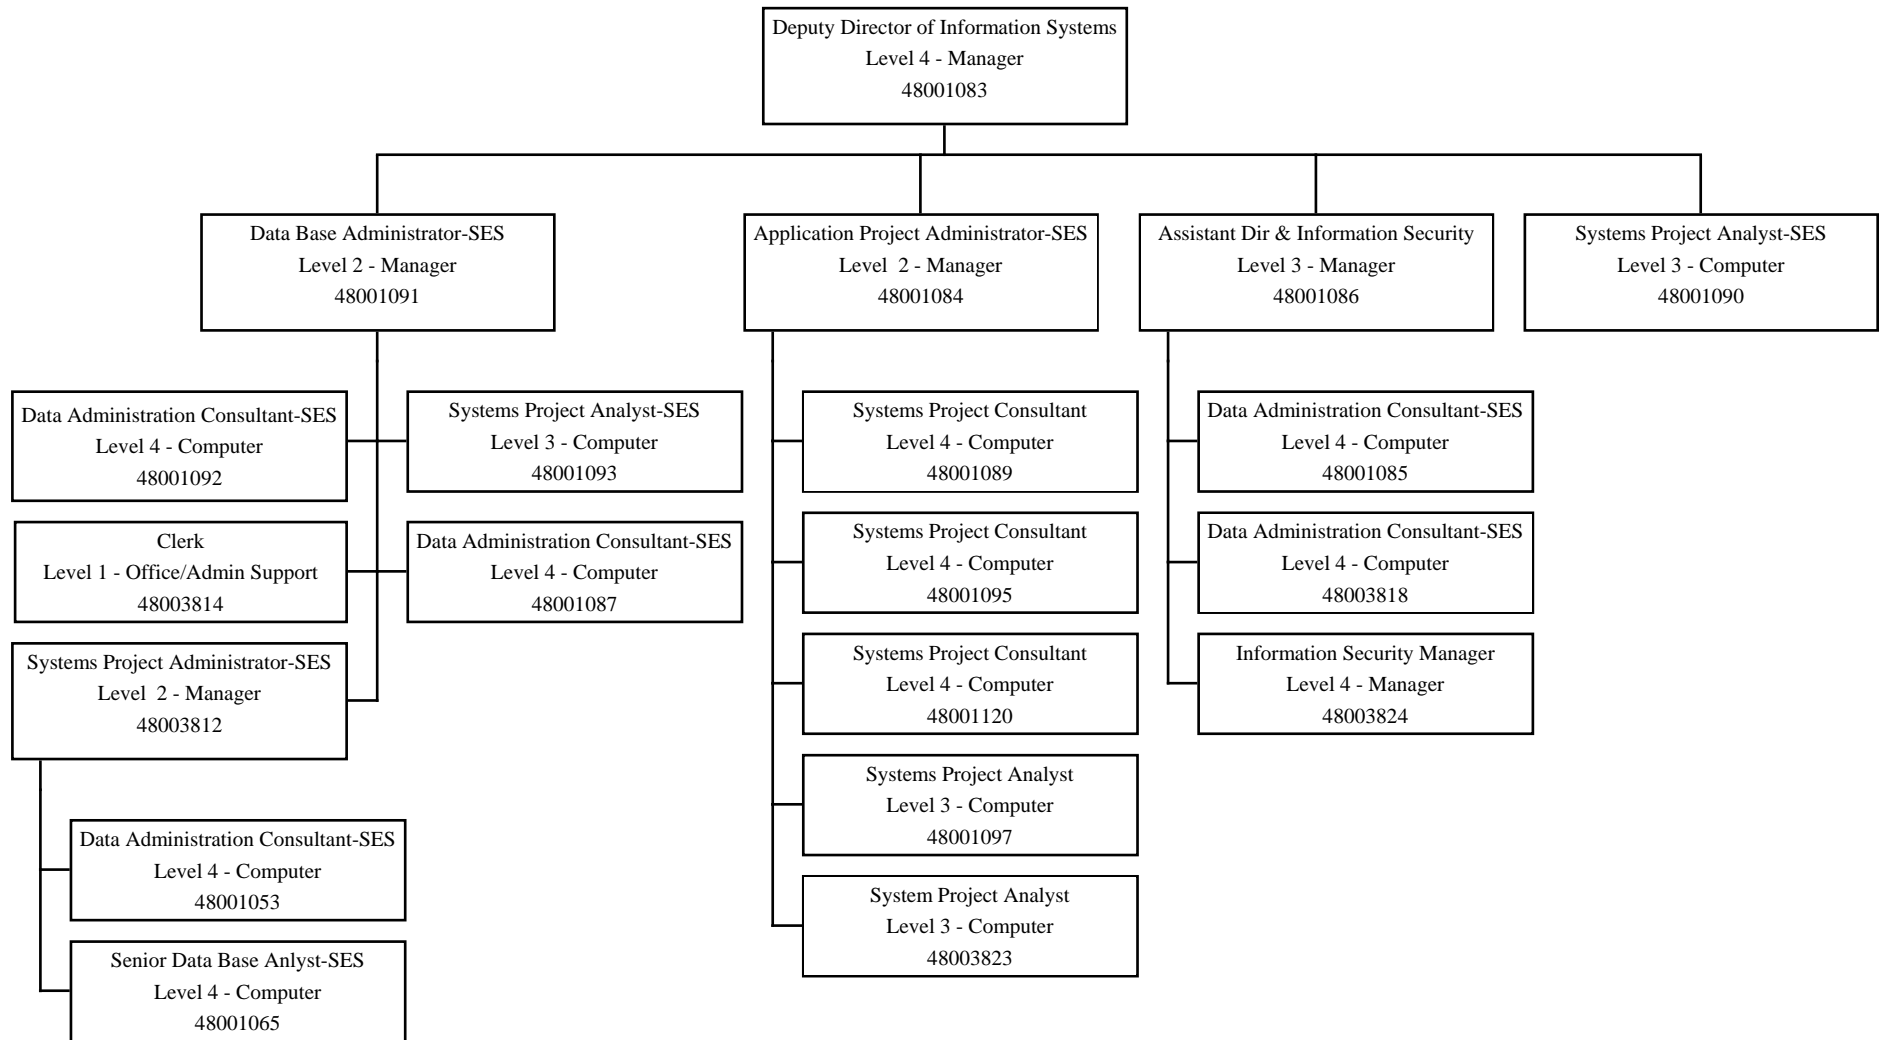 Deputy Director of Information Systems
Level 4 - Manager
48001083
Data Base Administrator-SES
Level 2 - Manager
48001091
Application Project Administrator-SES
Level  2 - Manager
48001084
Assistant Dir & Information Security
Level 3 - Manager
48001086
Systems Project Analyst-SES
Level 3 - Computer
48001090
Data Administration Consultant-SES
Level 4 - Computer
48001092
Systems Project Analyst-SES
Level 3 - Computer
48001093
Clerk
Level 1 - Office/Admin Support
48003814
Data Administration Consultant-SES
Level 4 - Computer
48001087
Systems Project Administrator-SES
Level  2 - Manager
48003812
Data Administration Consultant-SES
Level 4 - Computer
48001053
Senior Data Base Anlyst-SES
Level 4 - Computer
48001065
Systems Project Consultant
Level 4 - Computer
48001089
Systems Project Consultant
Level 4 - Computer
48001095
Systems Project Consultant
Level 4 - Computer
48001120
Systems Project Analyst
Level 3 - Computer
48001097
System Project Analyst
Level 3 - Computer
48003823
Data Administration Consultant-SES
Level 4 - Computer
48001085
Data Administration Consultant-SES
Level 4 - Computer
48003818
Information Security Manager
Level 4 - Manager
48003824